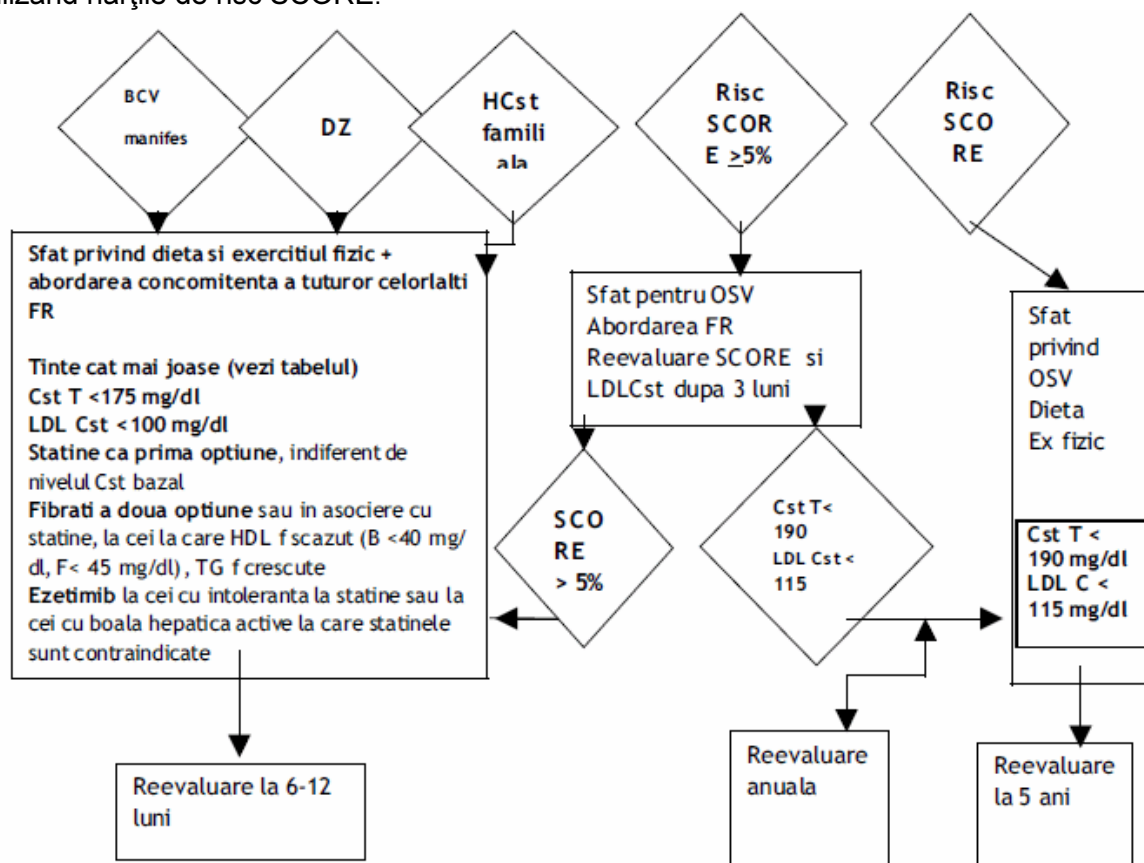 hărţile de risc SCORE.
BCV
manifes
DZ
HCst
famili
ala
Risc
SCOR
E ≥5%
Risc
SCO
RE
Sfat privind dieta si exercitiul fizic +
abordarea concomitenta a tuturor celorlalti
FR
Tinte cat mai joase (vezi tabelul)
Cst T <175 mg/dl
LDL Cst <100 mg/dl
Statine ca prima optiune, indiferent de
nivelul Cst bazal
Fibrati a doua optiune sau in asociere cu
statine, la cei la care HDL f scazut (B <40 mg/
dl, F< 45 mg/dl), TG f crescute
Ezetimib la cei cu intoleranta la statine sau la
cei cu boala hepatica active la care statinele
sunt contraindicate
Sfat pentru OSV
Abordarea FR
Reevaluare SCORE si
LDLCst dupa 3 luni
Sfat
privind
OSV
Dieta
Ex fizic
SCO
RE
> 5%
Cst T<
190
LDL Cst<
115
Cst T <
190 mg/dl
LDL C <
115 mg/dl
Reevaluare la 6-12
luni
Reevaluare
anuala
Reevaluare
la 5 ani